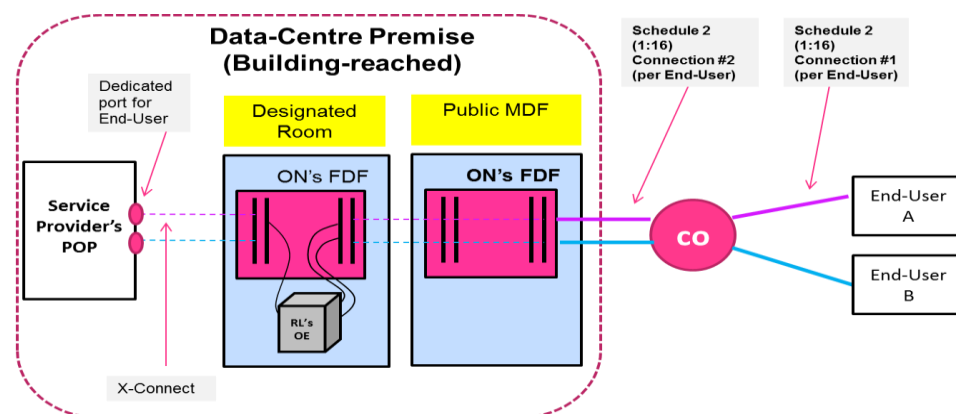 Data-Centre Premise
(Building-reached)
Schedule 2
(1:16)
Connection #2
(per End-User)
Schedule 2
(1:16)
Connection #1
(per End-User)
Dedicated
port for
End-User
Designated
Room
Public MDF
Service
Provider's
POP
ON's FDF
ON's FDF
RL's
OE
CO
End-User
A
End-User
B
X-Connect